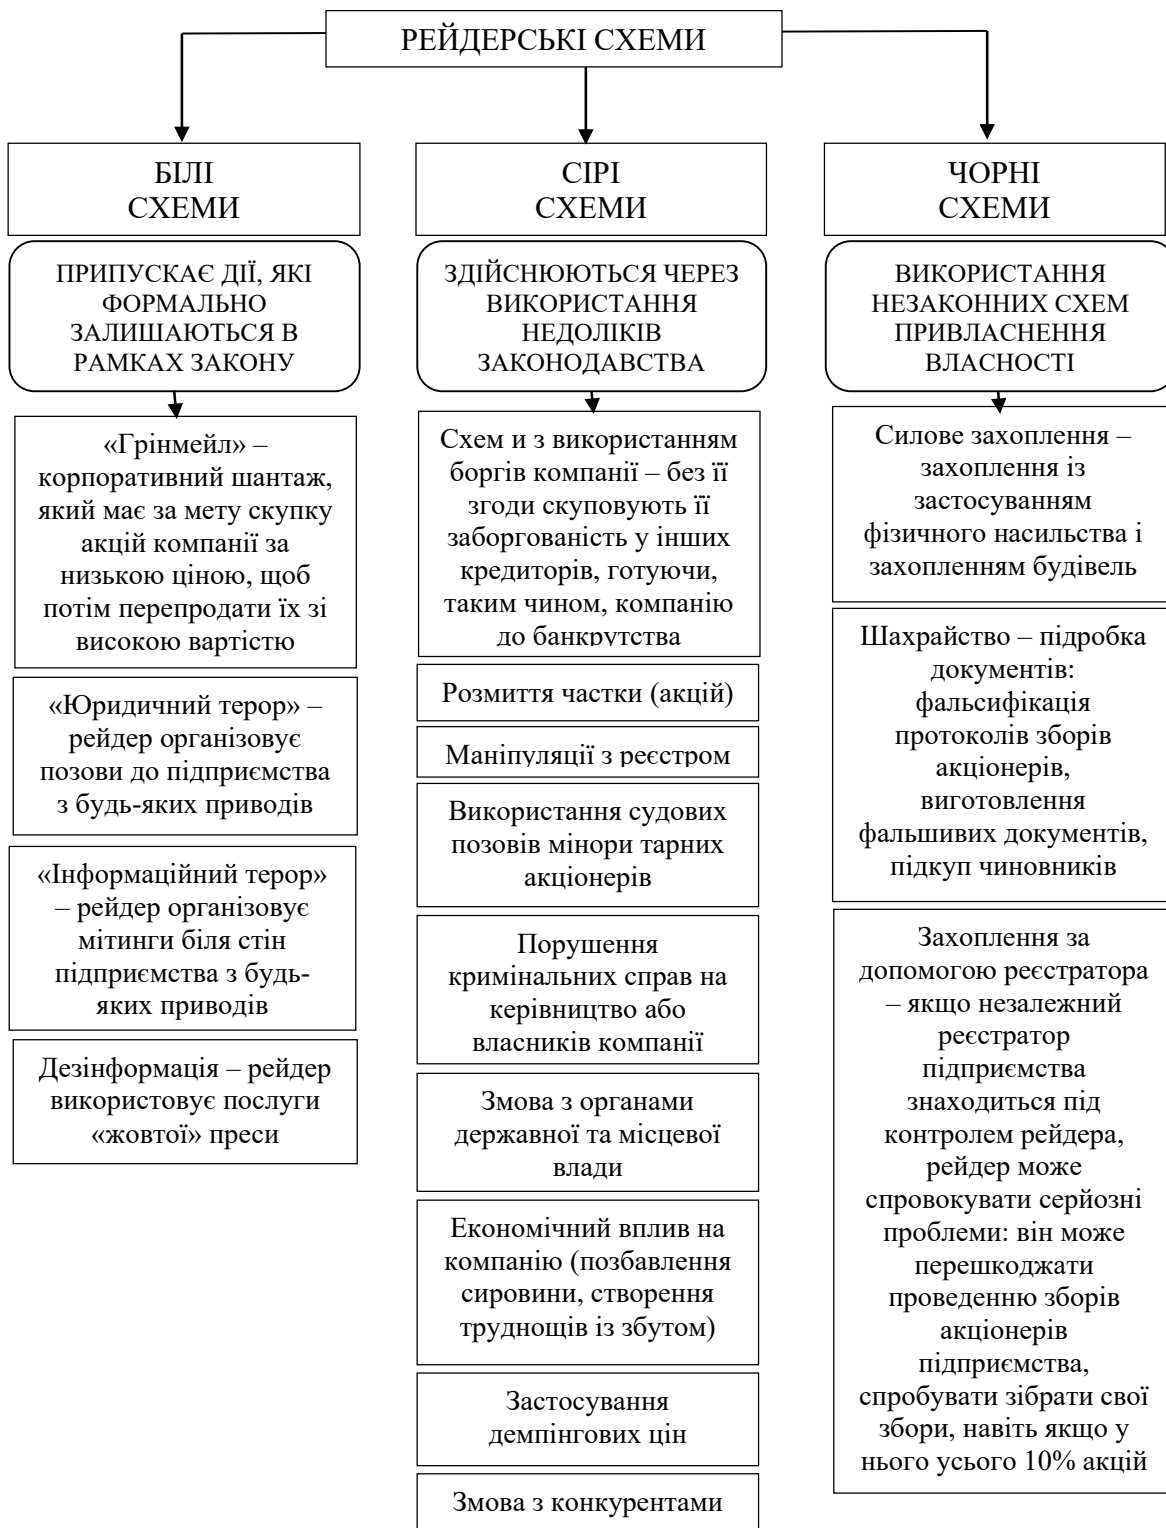 РЕЙДЕРСЬКІ СХЕМИ
БІЛІ
СХЕМИ
ПРИПУСКАЄ ДІЇ, ЯКІ
ФОРМАЛЬНО
ЗАЛИШАЮТЬСЯ В
РАМКАХ ЗАКОНУ
«Грінмейл» –
корпоративний шантаж,
який має за мету скупку
акцій компанії за
низькою ціною, щоб
потім перепродати їх зі
високою вартістю
«Юридичний терор» –
рейдер організовує
позови до підприємства
з будь-яких приводів
«Інформаційний терор»
– рейдер організовує
мітинги біля стін
підприємства з будь-
яких приводів
Дезінформація – рейдер
використовує послуги
«жовтої» преси
СІРІ
СХЕМИ
ЗДІЙСНЮЮТЬСЯ ЧЕРЕЗ
ВИКОРИСТАННЯ
НЕДОЛІКІВ
ЗАКОНОДАВСТВА
Схем и з використанням
боргів компанії – без її
згоди скуповують її
заборгованість у інших
кредиторів, готуючи,
таким чином, компанію
до банкрутства
Розмиття частки (акцій)
Маніпуляції з реєстром
Використання судових
позовів мінори тарних
акціонерів
Порушення
кримінальних справ на
керівництво або
власників компанії
Змова з органами
державної та місцевої
влади
Економічний вплив на
компанію (позбавлення
сировини, створення
труднощів із збутом)
Застосування
демпінгових цін
Змова з конкурентами
ЧОРНІ
СХЕМИ
ВИКОРИСТАННЯ
НЕЗАКОННИХ СХЕМ
ПРИВЛАСНЕННЯ
ВЛАСНОСТІ
Силове захоплення –
захоплення із
застосуванням
фізичного насильства і
захопленням будівель
Шахрайство – підробка
документів:
фальсифікація
протоколів зборів
акціонерів,
виготовлення
фальшивих документів,
підкуп чиновників
Захоплення за
допомогою реєстратора
– якщо незалежний
реєстратор
підприємства
знаходиться під
контролем рейдера,
рейдер може
спровокувати серйозні
проблеми: він може
перешкоджати
проведенню зборів
акціонерів
підприємства,
спробувати зібрати свої
збори, навіть якщо у
нього усього 10% акцій